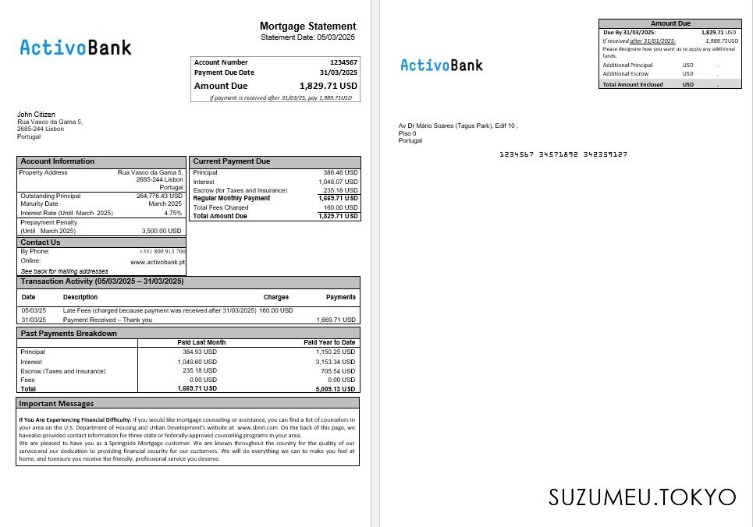 Mortgage Statement
Statement Date: 05/03/2025
ActivoBank
Account Number 1234567
Payment Due Date 31/03/2025
Amount Due 1,829.71 USD
If payment is received after 31/03/25, pay 1,989.71USD
John Citizen
Rua Vasco da Gama 5,
2685-244 Lisbon
Portugal
Account Information
Property Address Rua Vasco da Gama 5,
2685-244 Lisbon
Portugal
Outstanding Principal 264,776.43 USD
Maturity Date March 2025
Interest Rate (Until March 2025) 4.75%
Prepayment Penalty
(Until March 2025) 3,500.00 USD
Contact Us
By Phone: +351 800 913 700
Online: www.activobank.pt
See back for mailing addresses
Current Payment Due
Principal 386.46 USD
Interest 1,048.07 USD
Escrow (for Taxes and Insurance) 235.18 USD
Regular Monthly Payment 1,669.71 USD
Total Fees Charged 160.00 USD
Total Amount Due 1,829.71 USD
Transaction Activity (05/03/2025 – 31/03/2025)
Date Description Charges Payments
05/03/25 Late Fees (charged because payment was received after 31/03/2025) 160.00 USD
31/03/25 Payment Received – Thank you 1,669.71 USD
Past Payments Breakdown
Paid Last Month Paid Year to Date
Principal 384.93 USD 1,150.25 USD
Interest 1,049.60 USD 3,153.34 USD
Escrow (Taxes and Insurance) 235.18 USD 705.54 USD
Fees 0.00 USD 0.00 USD
Total 1,669.71 USD 5,009.13 USD
Important Messages
If You Are Experiencing Financial Difficulty: if you would like mortgage counseling or assistance, you can find a list of counselors in
your area on the U.S. Department of Housing and Urban Development's website at www.sbnri.com. On the back of this page, we
havealso provided contact information for three state or federally-approved counseling programs in your area.
We are pleased to have you as a Springside Mortgage customer. We are known throughout the country for the quality of our
serviceand our dedication to providing financial security for our customers. We will do everything we can to make you feel at
home, and toensure you receive the friendly, professional service you deserve.
Amount Due
Due By 31/03/2025: 1,829.71 USD
If received after 31/03/2025: 1,989.71USD
Please designate how you want us to apply any additional
funds.
Additional Principal USD .
Additional Escrow USD .
Total Amount Enclosed USD .
ActivoBank
Av Dr Mário Soares (Tagus Park), Edif 10 ,
Piso 0
Portugal
1234567 34571892 342359127
SUZUMEU.TOKYO